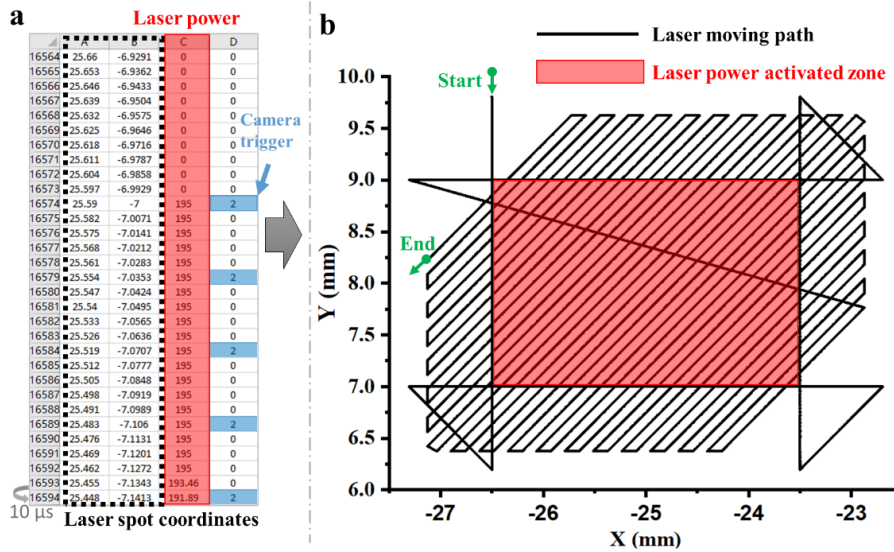 a
Laser power
A B C D
16564 25.66 -6.9291 0 0
16565 25.653 -6.9362 0 0
16566 25.646 -6.9433 0 0
16567 25.639 -6.9504 0 0
16568 25.632 -6.9575 0 0
16569 25.625 -6.9646 0 0
16570 25.618 -6.9716 0 0
16571 25.611 -6.9787 0 0
16572 25.604 -6.9858 0 0
16573 25.597 -6.9929 0 0
16574 25.59 -7 195 2
16575 25.582 -7.0071 195 0
16576 25.575 -7.0141 195 0
16577 25.568 -7.0212 195 0
16578 25.561 -7.0283 195 0
16579 25.554 -7.0353 195 2
16580 25.547 -7.0424 195 0
16581 25.54 -7.0495 195 0
16582 25.533 -7.0565 195 0
16583 25.526 -7.0636 195 0
16584 25.519 -7.0707 195 2
16585 25.512 -7.0777 195 0
16586 25.505 -7.0848 195 0
16587 25.498 -7.0919 195 0
16588 25.491 -7.0989 195 0
16589 25.483 -7.106 195 2
16590 25.476 -7.1131 195 0
16591 25.469 -7.1201 195 0
16592 25.462 -7.1272 195 0
16593 25.455 -7.1343 193.46 0
16594 25.448 -7.1413 191.89 2
Camera
trigger
10 µs
Laser spot coordinates
b
Laser moving path
Laser power activated zone
Start
End
Y (mm)
10.0
9.5
9.0
8.5
8.0
7.5
7.0
6.5
6.0
-27 -26 -25 -24 -23
X (mm)